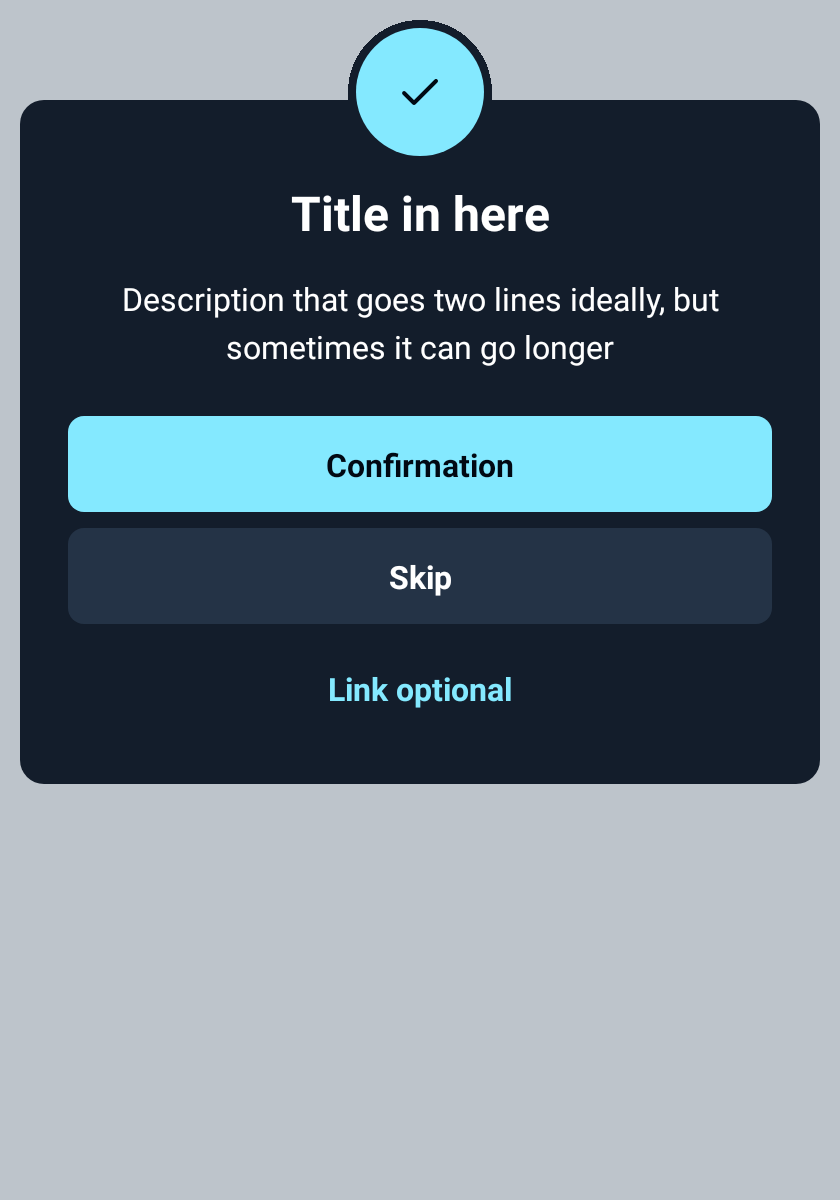 Title in here
Description that goes two lines ideally, but
sometimes it can go longer
Confirmation
Skip
Link optional